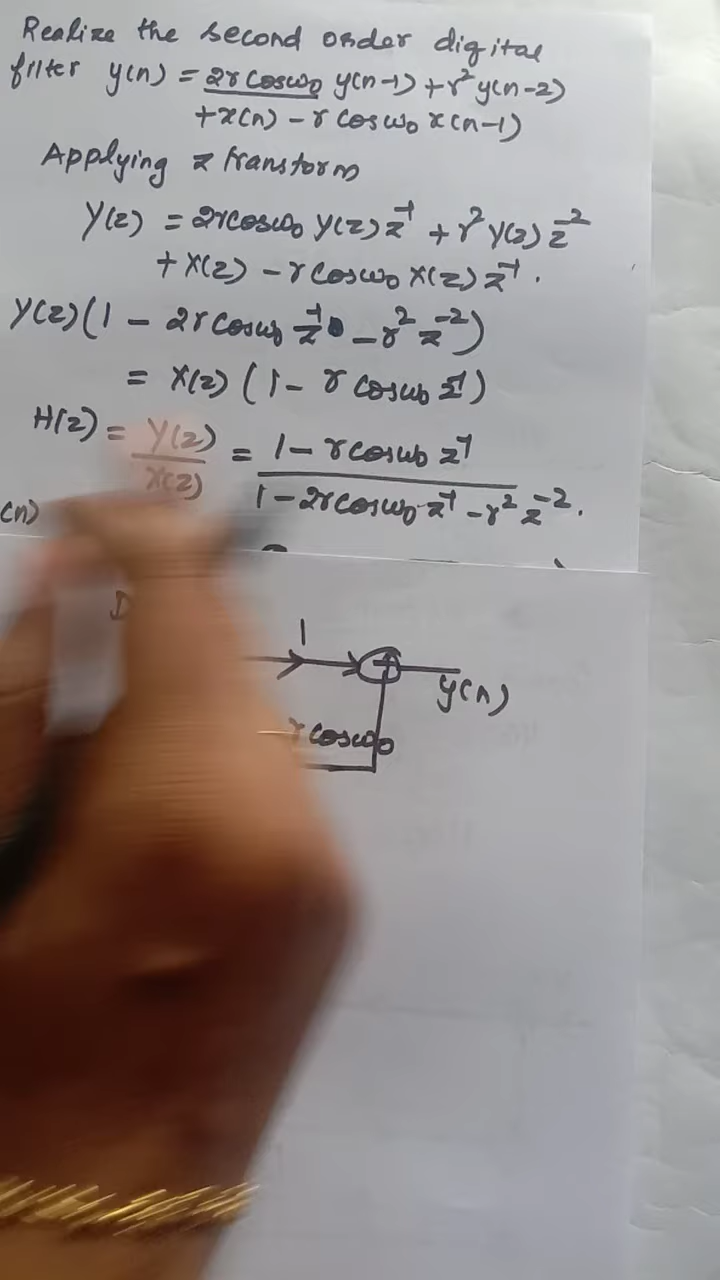 Realize the second order digital
filter y(n) = 2r cosω₀ y(n-1) + r² y(n-2)
+ x(n) - r cosω₀ x(n-1)
Applying z transform
Y(z) = 2r cosω₀ Y(z) z⁻¹ + r² Y(z) z⁻²
+ X(z) - r cosω₀ X(z) z⁻¹.
Y(z) (1 - 2r cosω₀ z⁻¹ - r² z⁻²)
= X(z) (1 - r cosω₀ z⁻¹)
H(z) = Y(z)/X(z) = 1 - r cosω₀ z⁻¹ / 1 - 2r cosω₀ z⁻¹ - r² z⁻².
(n)
D
1
+
y(n)
r cosω₀